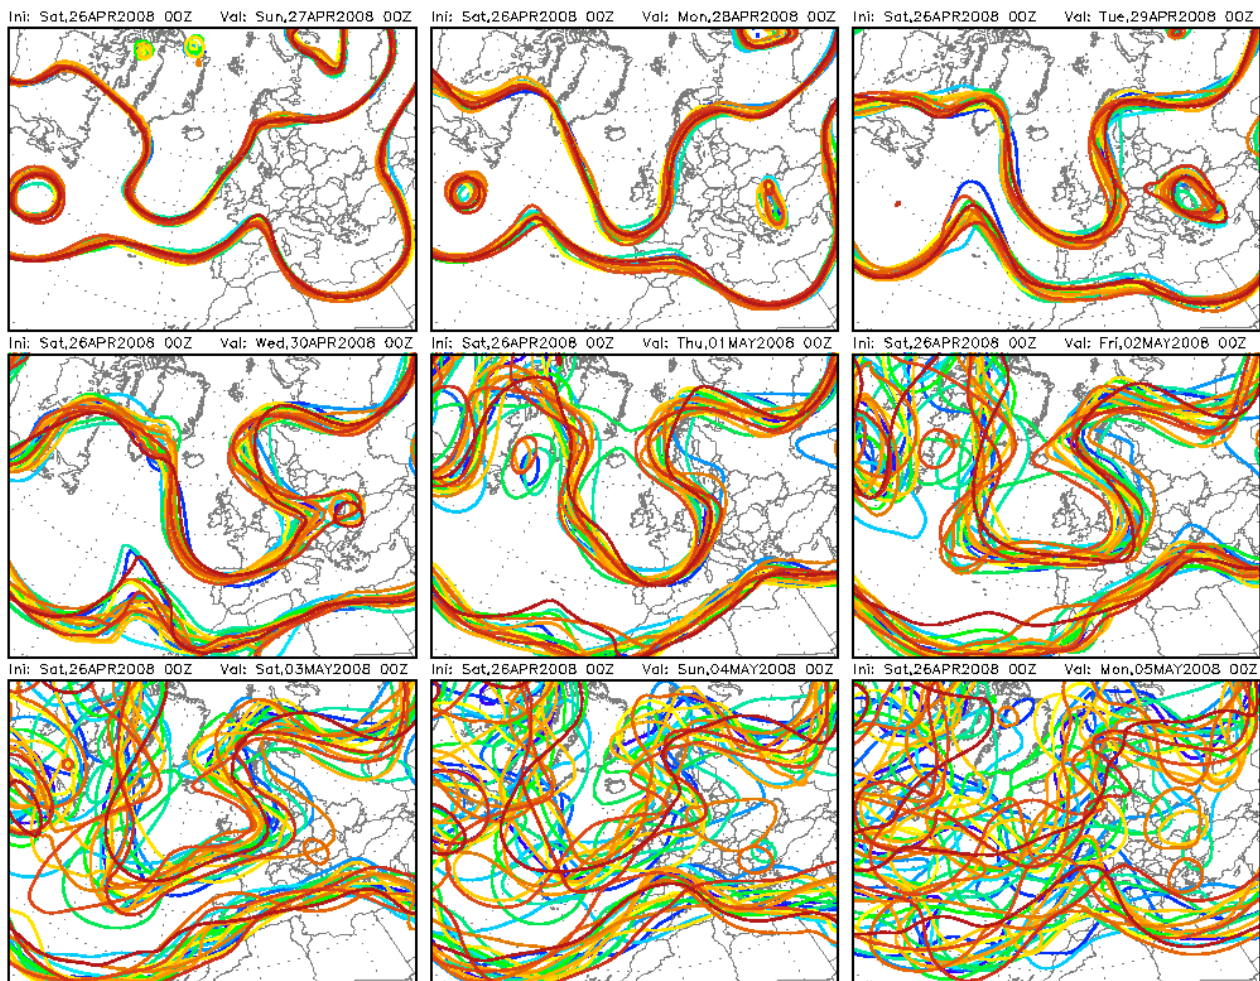 Ini: Sat,26APR2008 00Z Val: Sun,27APR2008 00Z
Ini: Sat,26APR2008 00Z Val: Mon,28APR2008 00Z
Ini: Sat,26APR2008 00Z Val: Tue,29APR2008 00Z
Ini: Sat,26APR2008 00Z Val: Wed,30APR2008 00Z
Ini: Sat,26APR2008 00Z Val: Thu,01MAY2008 00Z
Ini: Sat,26APR2008 00Z Val: Fri,02MAY2008 00Z
Ini: Sat,26APR2008 00Z Val: Sat,03MAY2008 00Z
Ini: Sat,26APR2008 00Z Val: Sun,04MAY2008 00Z
Ini: Sat,26APR2008 00Z Val: Mon,05MAY2008 00Z